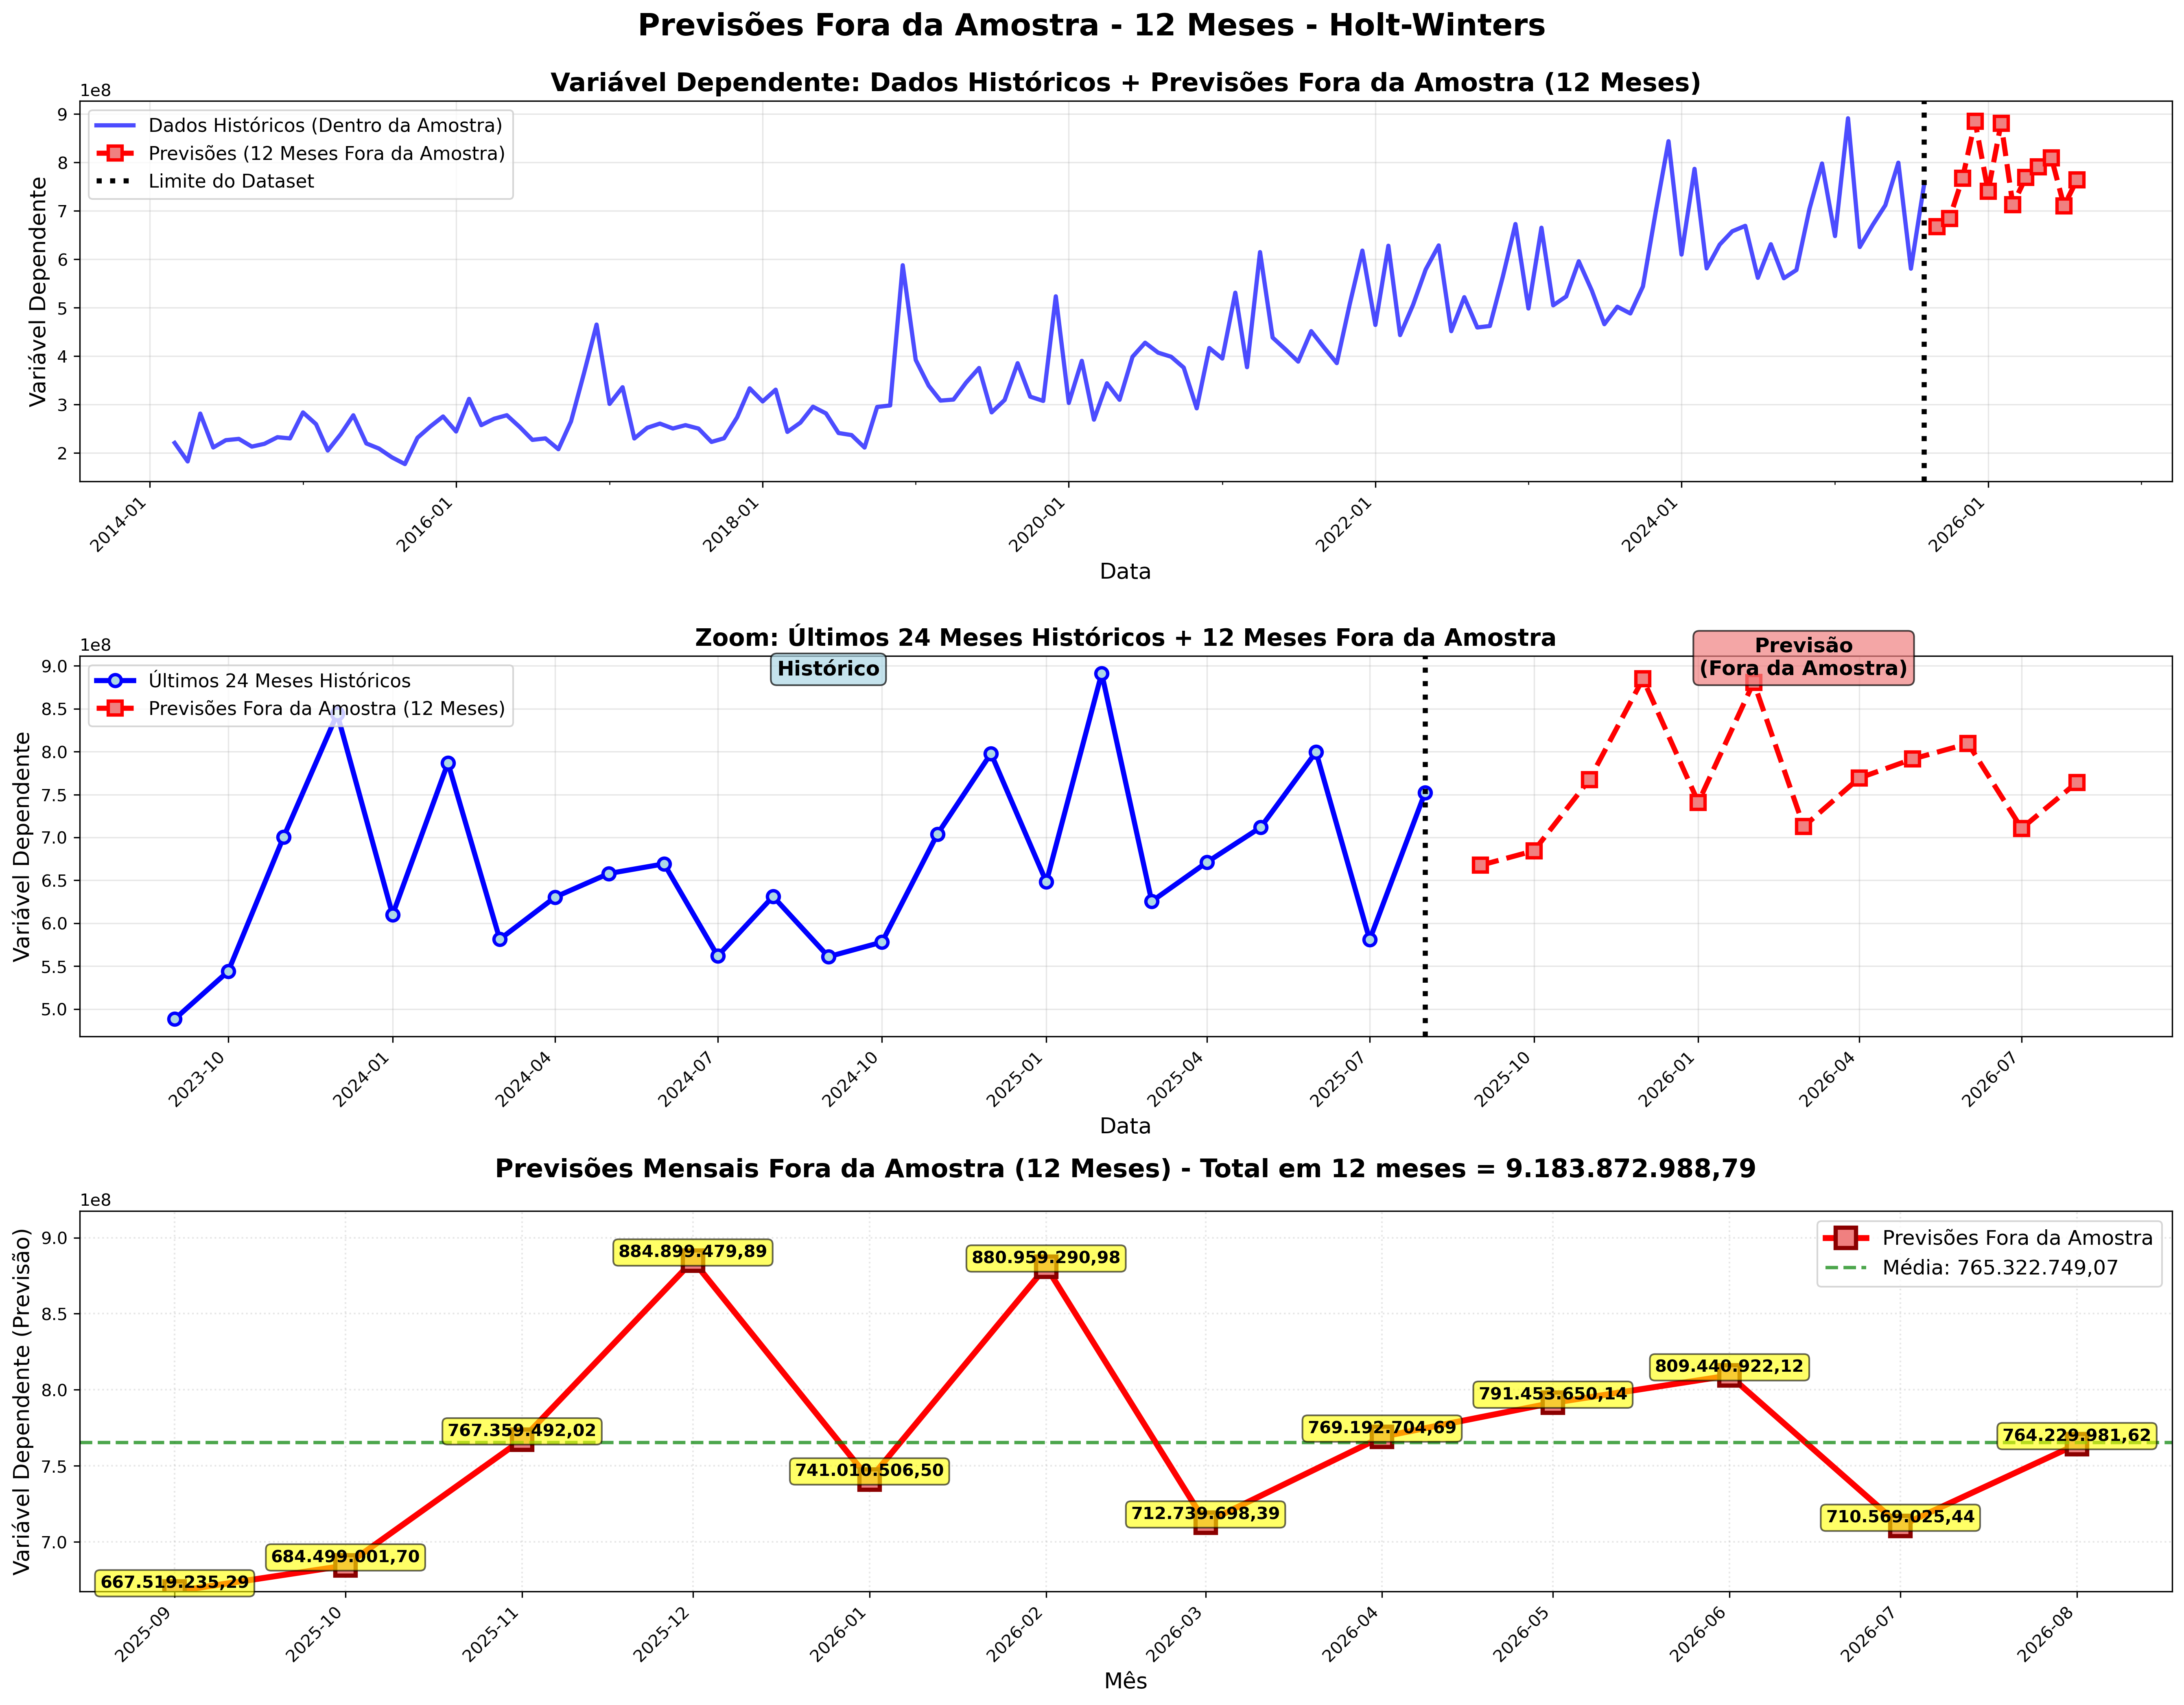 Previsões Fora da Amostra - 12 Meses - Holt-Winters
Variável Dependente: Dados Históricos + Previsões Fora da Amostra (12 Meses)
1e8
Dados Históricos (Dentro da Amostra)
Previsões (12 Meses Fora da Amostra)
Limite do Dataset
Variável Dependente
9
8
7
6
5
4
3
2
2014-01
2016-01
2018-01
2020-01
2022-01
2024-01
2026-01
Data
Zoom: Últimos 24 Meses Históricos + 12 Meses Fora da Amostra
1e8
Histórico
Previsão
(Fora da Amostra)
Últimos 24 Meses Históricos
Previsões Fora da Amostra (12 Meses)
Variável Dependente
9.0
8.5
8.0
7.5
7.0
6.5
6.0
5.5
5.0
2023-10
2024-01
2024-04
2024-07
2024-10
2025-01
2025-04
2025-07
2025-10
2026-01
2026-04
2026-07
Data
Previsões Mensais Fora da Amostra (12 Meses) - Total em 12 meses = 9.183.872.988,79
1e8
Previsões Fora da Amostra
Média: 765.322.749,07
Variável Dependente (Previsão)
9.0
8.5
8.0
7.5
7.0
667.519.235,29
684.499.001,70
767.359.492,02
884.899.479,89
741.010.506,50
880.959.290,98
712.739.698,39
769.192.704,69
791.453.650,14
809.440.922,12
710.569.025,44
764.229.981,62
2025-09
2025-10
2025-11
2025-12
2026-01
2026-02
2026-03
2026-04
2026-05
2026-06
2026-07
2026-08
Mês